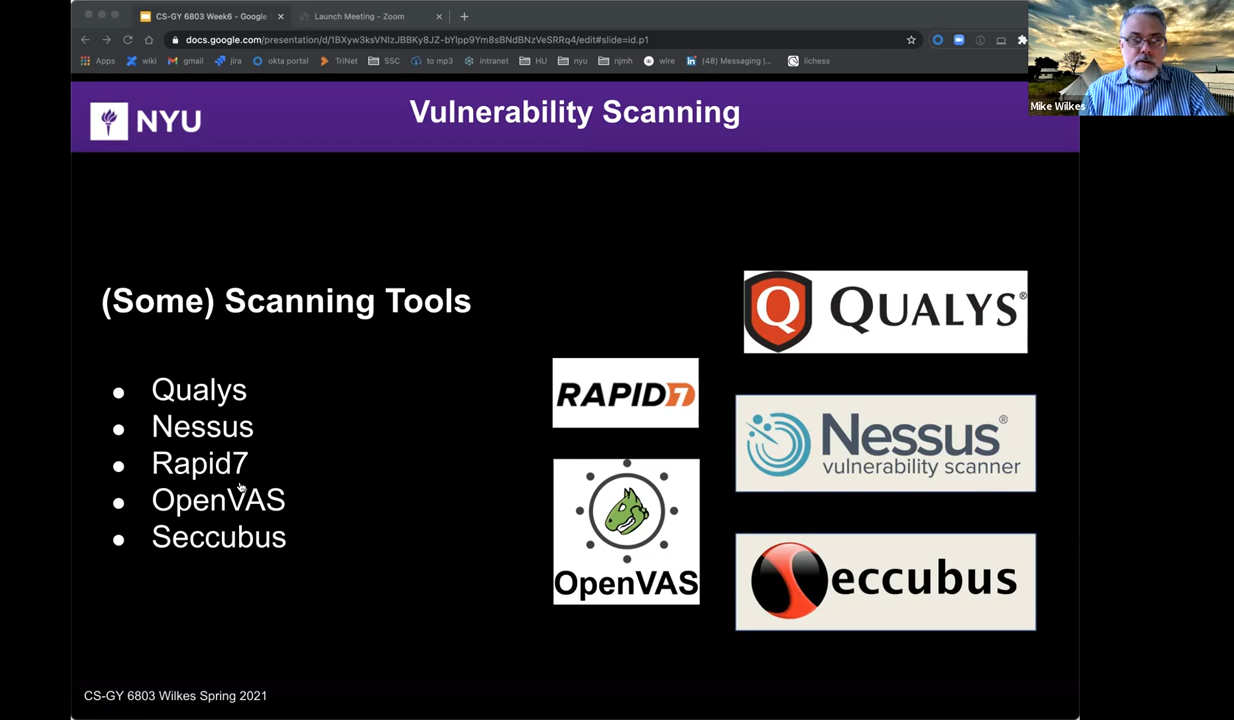 CS-GY 6803 Week6 - Google
Launch Meeting - Zoom
docs.google.com/presentation/d/1BXyw3ksVNIzJBBKy8JZ-bYlpp9Ym8sBNdBNzVeSRRq4/edit#slide=id.p1
Apps wiki gmail jira okta portal TriNet SSC to mp3 intranet HU nyu njmh wire (48) Messaging |... lichess
Mike Wilkes
NYU
Vulnerability Scanning
(Some) Scanning Tools
● Qualys
● Nessus
● Rapid7
● OpenVAS
● Seccubus
Q QUALYS®
RAPID7
Nessus®
vulnerability scanner
OpenVAS
Seccubus
CS-GY 6803 Wilkes Spring 2021